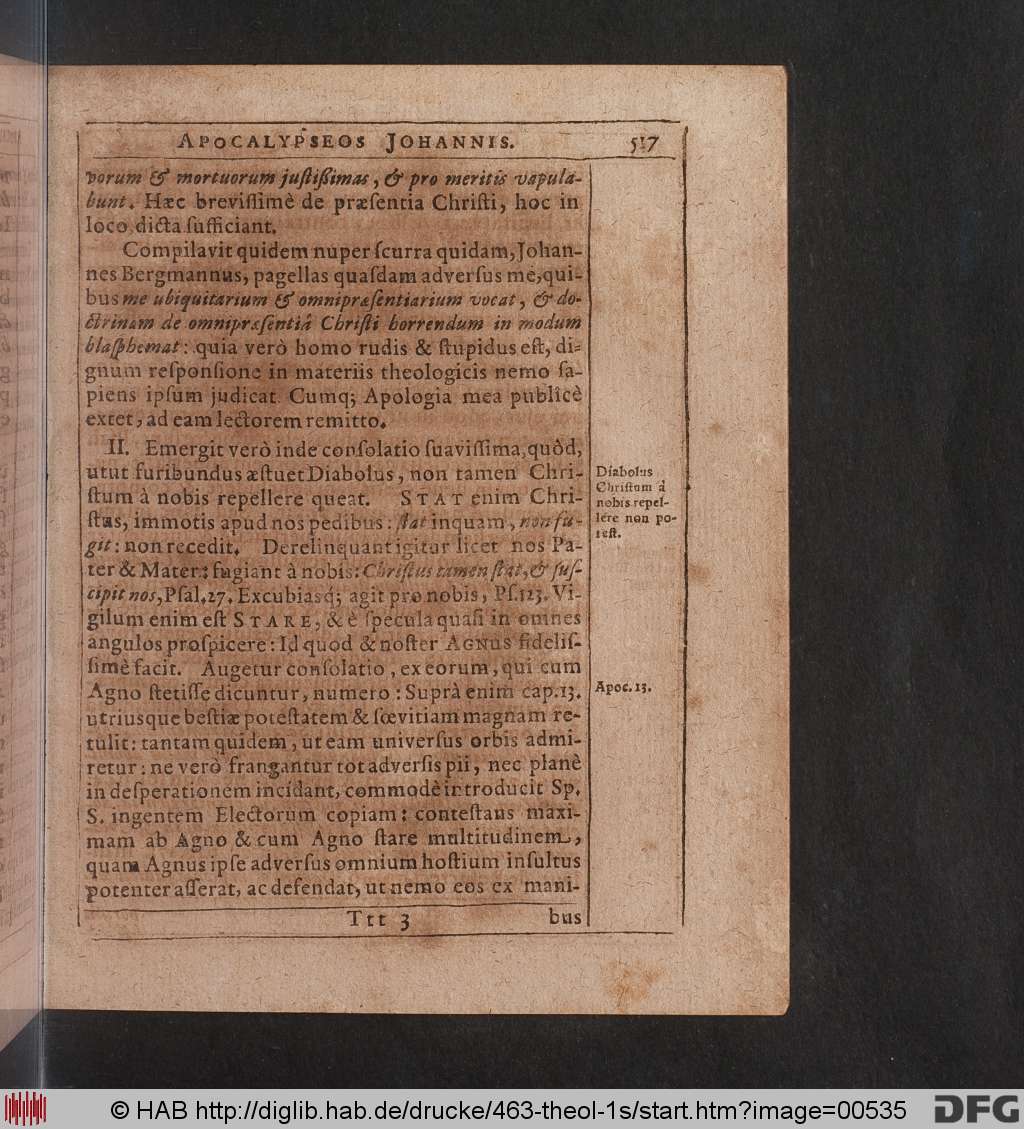 APOCALYPSEOS JOHANNIS. 517
vorum & mortuorum juſtiſſimas, & pro meritis vapula-
bunt. Hæc breviſſimè de præſentia Chriſti, hoc in
loco dicta ſufficiant.
Compilavit quidem nuper ſcurra quidam, Johan-
nes Bergmannus, pagellas quaſdam adverſus me, qui-
bus me ubiquitarium & omnipræſentiarium vocat, & do-
ctrinam de omnipræſentiâ Chriſti horrendum in modum
blaſphemat: quia verò homo rudis & ſtupidus eſt, di=
gnum reſponſione in materiis theologicis nemo ſa-
piens ipſum judicat. Cumq; Apologia mea publicè
extet, ad eam lectorem remitto.
II. Emergit verò inde conſolatio ſuaviſſima, quòd,
utut furibundus æſtuet Diabolus, non tamen Chri-
ſtum à nobis repellere queat. STAT enim Chri-
ſtus, immotis apud nos pedibus: ſtat inquam, non fu-
git: non recedit. Derelinquant igitur licet nos Pa-
ter & Mater: fugiant à nobis: Chriſtus tamen ſtat, & ſuſ-
cipit nos, Pſal. 27. Excubiasq; agit pro nobis, Pſ. 123. Vi-
gilum enim eſt STARE, & è ſpecula quaſi in omnes
angulos proſpicere: Id quod & noſter AGNUS fideliſ-
ſimè facit. Augetur conſolatio, ex eorum, qui cum
Agno ſtetiſſe dicuntur, numero: Suprà enim cap. 13.
utriusque beſtiæ poteſtatem & ſœvitiam magnam re-
tulit: tantam quidem, ut eam univerſus orbis admi-
retur: ne verò frangantur tot adverſis pii, nec planè
in deſperationem incidant, commodè introducit Sp.
S. ingentem Electorum copiam: conteſtans maxi-
mam ab Agno & cum Agno ſtare multitudinem,
quam Agnus ipſe adverſus omnium hoſtium inſultus
potenter aſſerat, ac defendat, ut nemo eos ex mani-
Ttt 3 bus
Diabolus
Chriſtum à
nobis repel-
lere non po-
teſt.
Apoc. 13.
© HAB http://diglib.hab.de/drucke/463-theol-1s/start.htm?image=00535
DFG